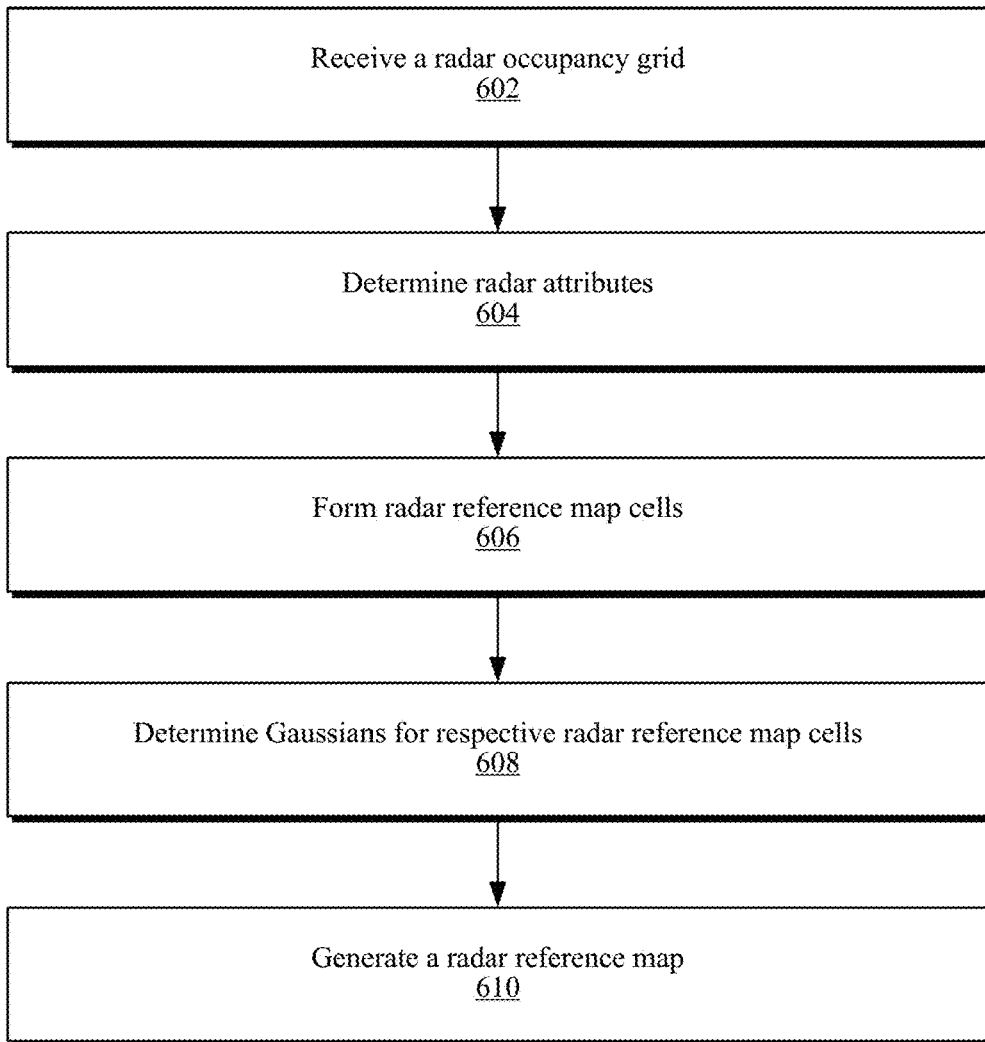 Receive a radar occupancy grid
602
Determine radar attributes
604
Form radar reference map cells
606
Determine Gaussians for respective radar reference map cells
608
Generate a radar reference map
610